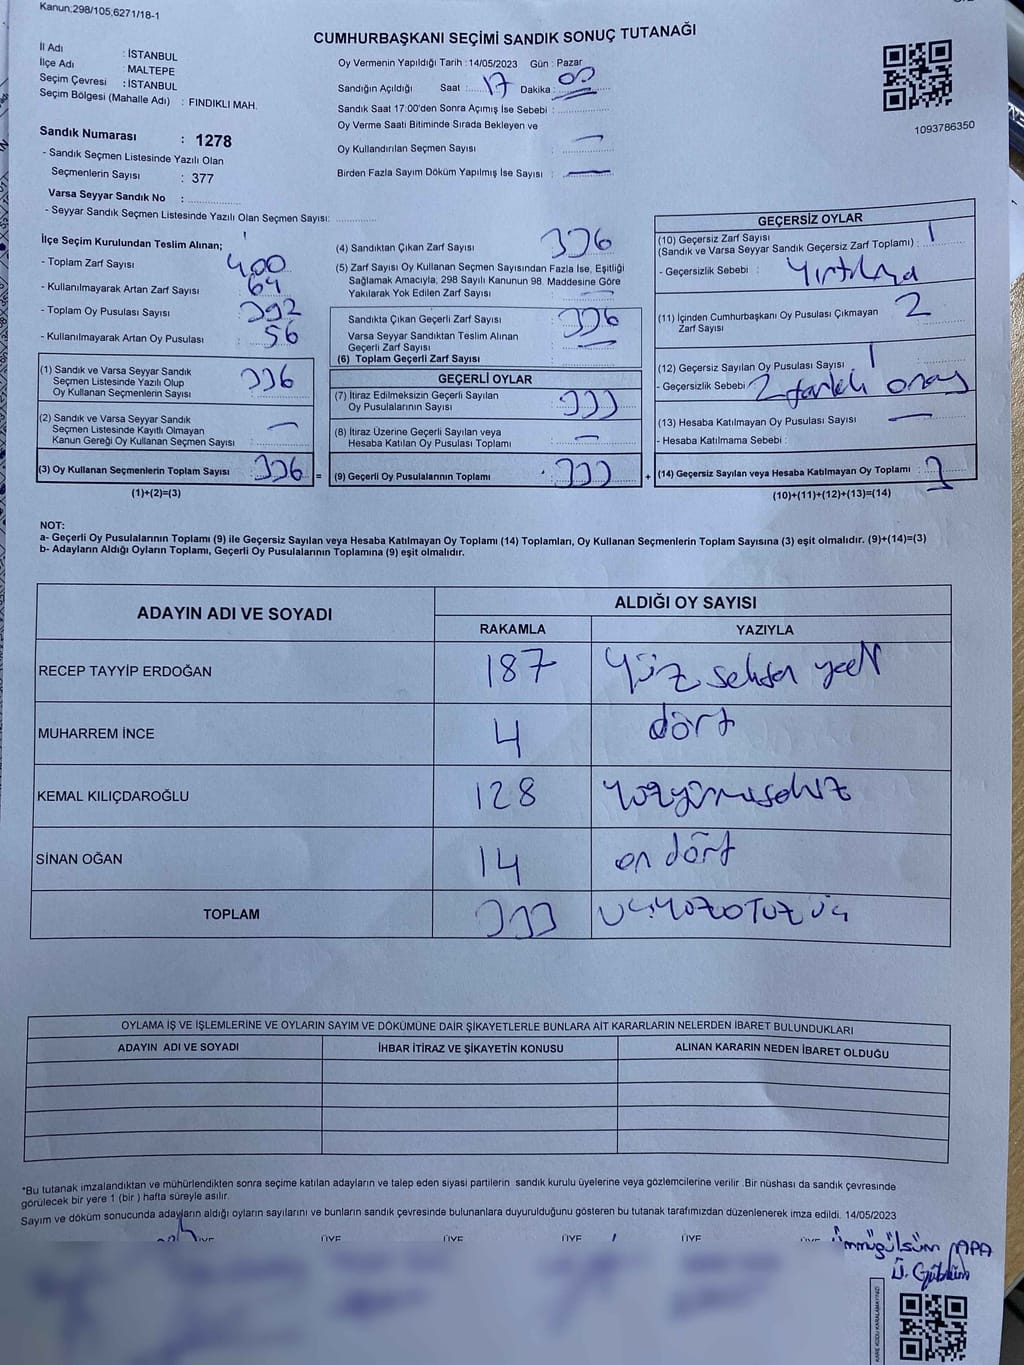 Kanun;298/105,6271/18-1
CUMHURBAŞKANI SEÇİMİ SANDIK SONUÇ TUTANAĞI
İl Adı : İSTANBUL
İlçe Adı : MALTEPE
Seçim Çevresi : İSTANBUL
Seçim Bölgesi (Mahalle Adı) : FINDIKLI MAH.
Sandık Numarası : 1278
- Sandık Seçmen Listesinde Yazılı Olan
Seçmenlerin Sayısı : 377
Varsa Seyyar Sandık No :
- Seyyar Sandık Seçmen Listesinde Yazılı Olan Seçmen Sayısı:
Oy Vermenin Yapıldığı Tarih : 14/05/2023 Gün : Pazar
Sandığın Açıldığı Saat : 17 Dakika : 00
Sandık Saat 17:00'den Sonra Açımış İse Sebebi :
Oy Verme Saati Bitiminde Sırada Bekleyen ve
Oy Kullandırılan Seçmen Sayısı : —
Birden Fazla Sayım Döküm Yapılmış İse Sayısı : —
1093786350
İlçe Seçim Kurulundan Teslim Alınan;
- Toplam Zarf Sayısı : 400
- Kullanılmayarak Artan Zarf Sayısı : 64
- Toplam Oy Pusulası Sayısı : 392
- Kullanılmayarak Artan Oy Pusulası : 56
(1) Sandık ve Varsa Seyyar Sandık
Seçmen Listesinde Yazılı Olup
Oy Kullanan Seçmenlerin Sayısı : 336
(2) Sandık ve Varsa Seyyar Sandık
Seçmen Listesinde Kayıtlı Olmayan
Kanun Gereği Oy Kullanan Seçmen Sayısı : —
(3) Oy Kullanan Seçmenlerin Toplam Sayısı : 336 =
(1)+(2)=(3)
(4) Sandıktan Çıkan Zarf Sayısı : 336
(5) Zarf Sayısı Oy Kullanan Seçmen Sayısından Fazla İse, Eşitliği
Sağlamak Amacıyla, 298 Sayılı Kanunun 98. Maddesine Göre
Yakılarak Yok Edilen Zarf Sayısı : —
Sandıkta Çıkan Geçerli Zarf Sayısı : 336
Varsa Seyyar Sandıktan Teslim Alınan
Geçerli Zarf Sayısı : —
(6) Toplam Geçerli Zarf Sayısı :
GEÇERLİ OYLAR
(7) İtiraz Edilmeksizin Geçerli Sayılan
Oy Pusulalarının Sayısı : 333
(8) İtiraz Üzerine Geçerli Sayılan veya
Hesaba Katılan Oy Pusulası Toplamı : —
(9) Geçerli Oy Pusulalarının Toplamı : 333 +
GEÇERSİZ OYLAR
(10) Geçersiz Zarf Sayısı
(Sandık ve Varsa Seyyar Sandık Geçersiz Zarf Toplamı) : 1
- Geçersizlik Sebebi : Yırtılma
(11) İçinden Cumhurbaşkanı Oy Pusulası Çıkmayan
Zarf Sayısı : 2
(12) Geçersiz Sayılan Oy Pusulası Sayısı : 1
- Geçersizlik Sebebi : 2 farklı onay
(13) Hesaba Katılmayan Oy Pusulası Sayısı : —
- Hesaba Katılmama Sebebi :
(14) Geçersiz Sayılan veya Hesaba Katılmayan Oy Toplamı : 3
(10)+(11)+(12)+(13)=(14)
NOT:
a- Geçerli Oy Pusulalarının Toplamı (9) ile Geçersiz Sayılan veya Hesaba Katılmayan Oy Toplamı (14) Toplamları, Oy Kullanan Seçmenlerin Toplam Sayısına (3) eşit olmalıdır. (9)+(14)=(3)
b- Adayların Aldığı Oyların Toplamı, Geçerli Oy Pusulalarının Toplamına (9) eşit olmalıdır.
ADAYIN ADI VE SOYADI ALDIĞI OY SAYISI
RAKAMLA YAZIYLA
RECEP TAYYİP ERDOĞAN 187 Yüz seksen yedi
MUHARREM İNCE 4 dört
KEMAL KILIÇDAROĞLU 128 Yüzyirmisekiz
SİNAN OĞAN 14 on dört
TOPLAM 333 Üçyüzotuz üç
OYLAMA İŞ VE İŞLEMLERİNE VE OYLARIN SAYIM VE DÖKÜMÜNE DAİR ŞİKAYETLERLE BUNLARA AİT KARARLARIN NELERDEN İBARET BULUNDUKLARI
ADAYIN ADI VE SOYADI İHBAR İTİRAZ VE ŞİKAYETİN KONUSU ALINAN KARARIN NEDEN İBARET OLDUĞU
*Bu tutanak imzalandıktan ve mühürlendikten sonra seçime katılan adayların ve talep eden siyasi partilerin sandık kurulu üyelerine veya gözlemcilerine verilir .Bir nüshası da sandık çevresinde
görülecek bir yere 1 (bir ) hafta süreyle asılır.
Sayım ve döküm sonucunda adayların aldığı oyların sayılarını ve bunların sandık çevresinde bulunanlara duyurulduğunu gösteren bu tutanak tarafımızdan düzenlenerek imza edildi. 14/05/2023
ÜYE ÜYE ÜYE ÜYE ÜYE ÜYE
Ümmügülsüm APA